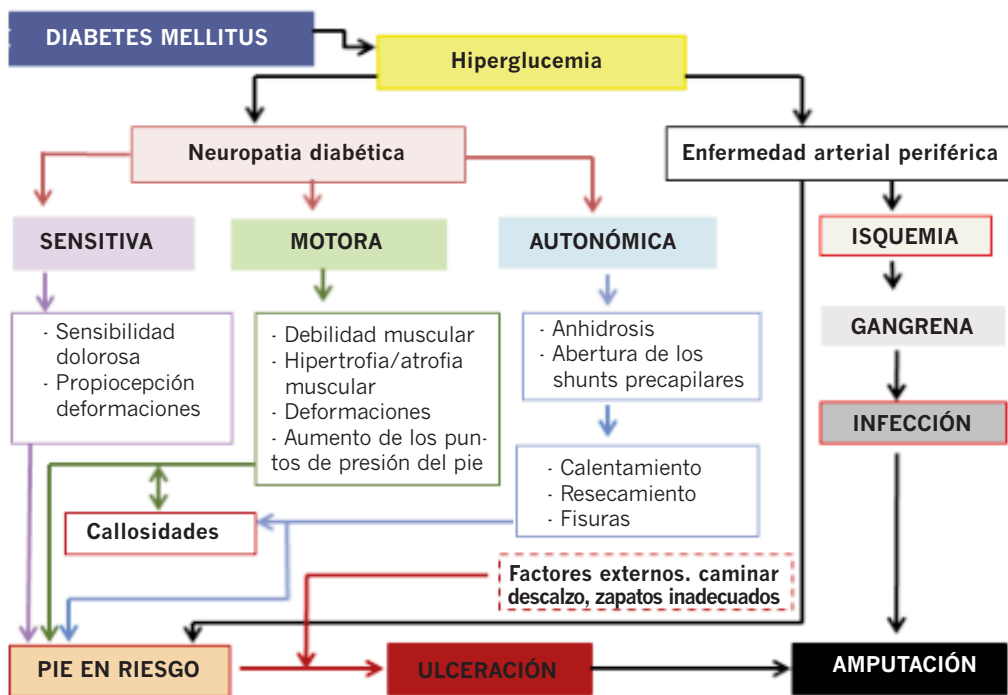 DIABETES MELLITUS
Hiperglucemia
Neuropatia diabética
Enfermedad arterial periférica
SENSITIVA
MOTORA
AUTONÓMICA
ISQUEMIA
- Sensibilidad
dolorosa
- Propiocepción
deformaciones
- Debilidad muscular
- Hipertrofia/atrofia
muscular
- Deformaciones
- Aumento de los pun-
tos de presión del pie
- Anhidrosis
- Abertura de los
shunts precapilares
GANGRENA
INFECCIÓN
- Calentamiento
- Resecamiento
- Fisuras
Callosidades
Factores externos. caminar
descalzo, zapatos inadecuados
PIE EN RIESGO
ULCERACIÓN
AMPUTACIÓN